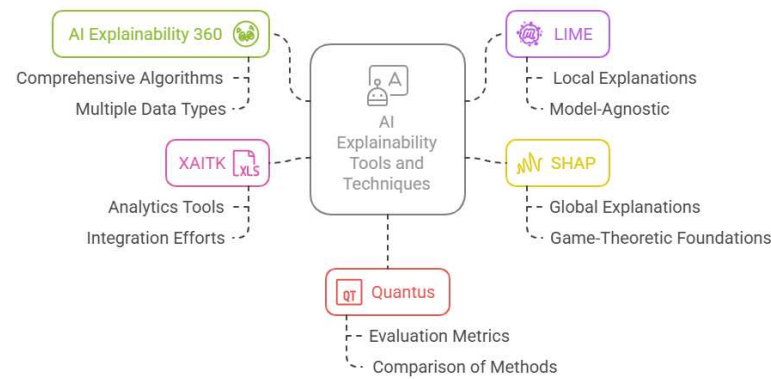 AI Explainability 360
Comprehensive Algorithms
Multiple Data Types
XAITK
XLS
Analytics Tools
Integration Efforts
A
AI
Explainability
Tools and
Techniques
LIME
Local Explanations
Model-Agnostic
SHAP
Global Explanations
Game-Theoretic Foundations
QT
Quantus
Evaluation Metrics
Comparison of Methods